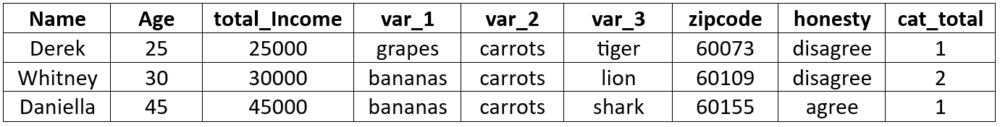 Name Age total_Income var_1 var_2 var_3 zipcode honesty cat_total
Derek 25 25000 grapes carrots tiger 60073 disagree 1
Whitney 30 30000 bananas carrots lion 60109 disagree 2
Daniella 45 45000 bananas carrots shark 60155 agree 1